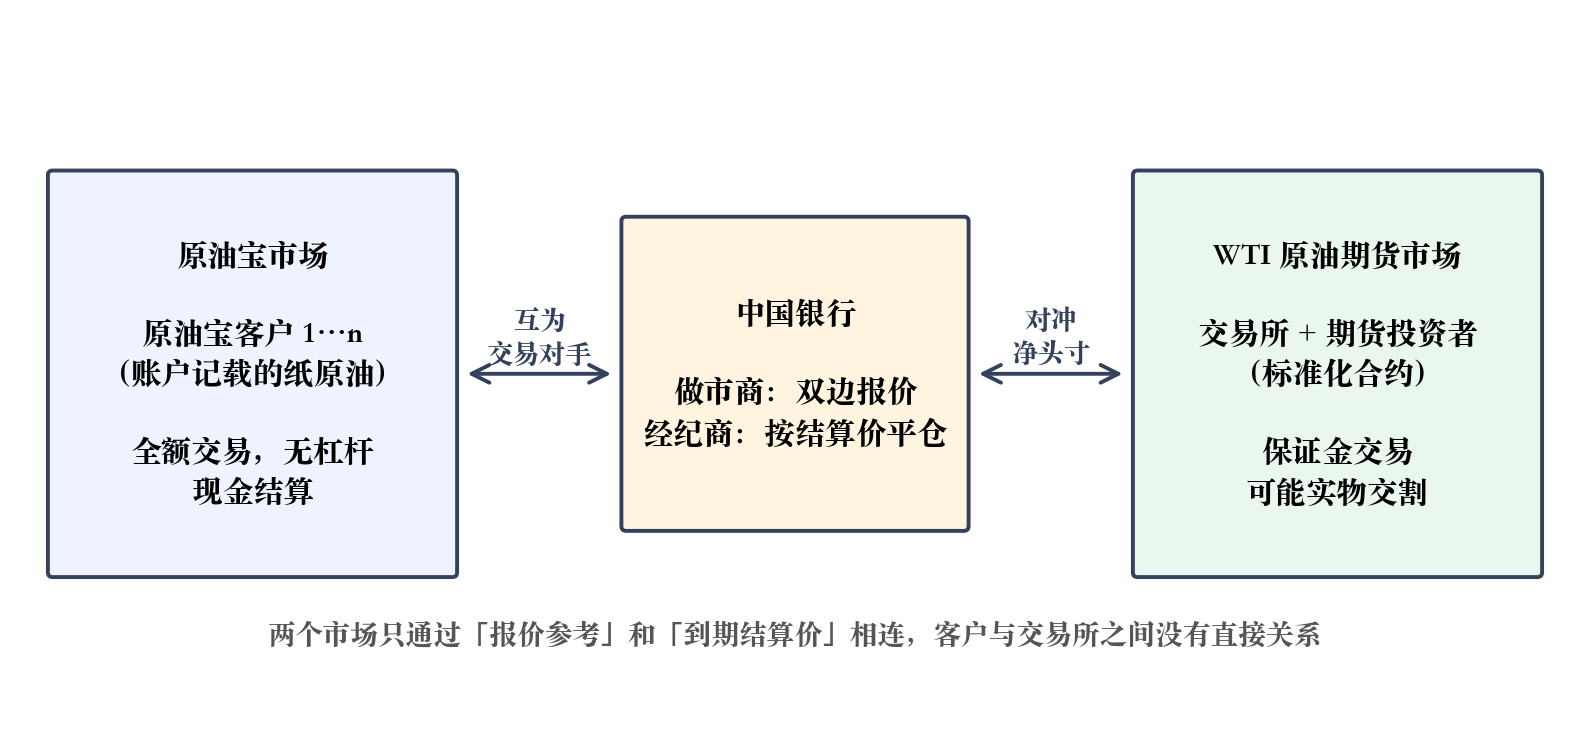 原油宝市场
原油宝客户 1…n
（账户记载的纸原油）
全额交易，无杠杆
现金结算
互为
交易对手
中国银行
做市商：双边报价
经纪商：按结算价平仓
对冲
净头寸
WTI 原油期货市场
交易所 + 期货投资者
（标准化合约）
保证金交易
可能实物交割
两个市场只通过「报价参考」和「到期结算价」相连，客户与交易所之间没有直接关系